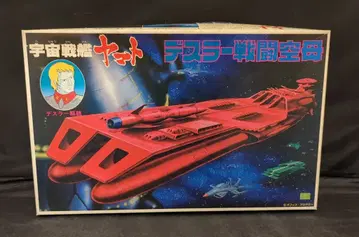 宇宙戦艦
ヤマト
デスラー戦闘空母
デスラー総統